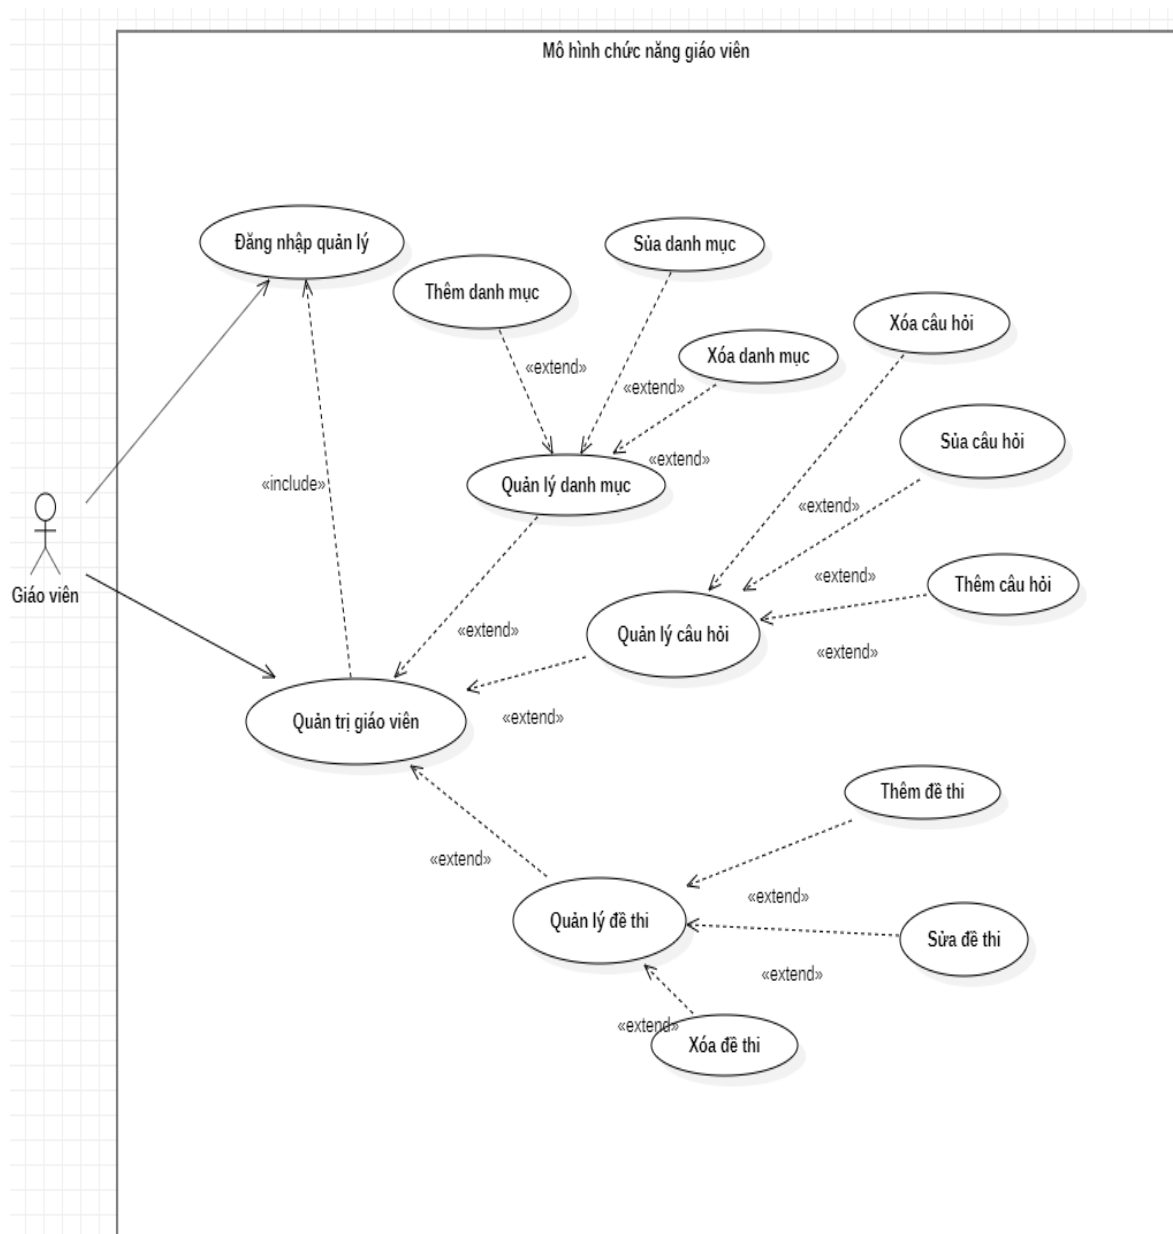 Mô hình chức năng giáo viên
Đăng nhập quản lý
Sủa danh mục
Thêm danh mục
Xóa câu hỏi
Xóa danh mục
«extend»
«extend»
Sủa câu hỏi
«extend»
«include»
Quản lý danh mục
«extend»
Giáo viên
«extend»
Thêm câu hỏi
«extend»
Quản lý câu hỏi
«extend»
«extend»
Quản trị giáo viên
Thêm đề thi
«extend»
«extend»
Quản lý đề thi
Sửa đề thi
«extend»
«extend»
Xóa đề thi